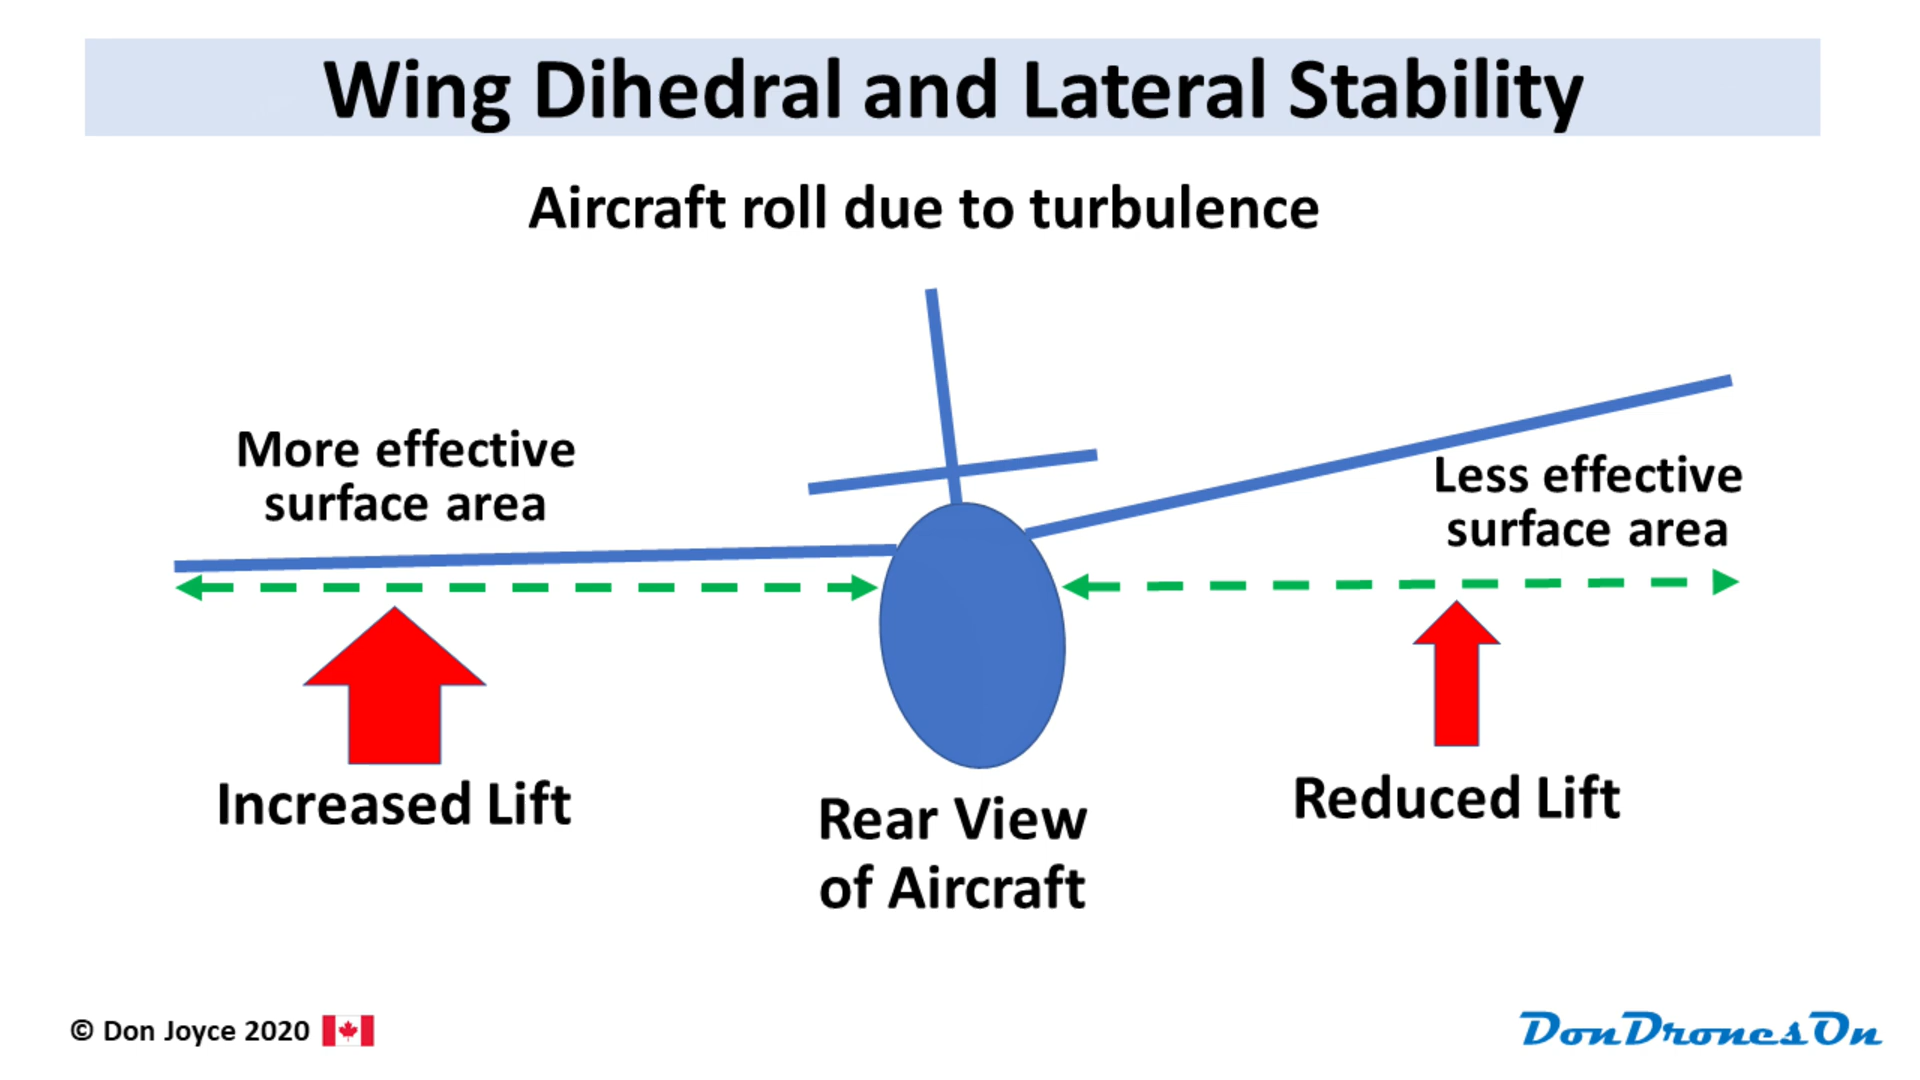 Wing Dihedral and Lateral Stability
Aircraft roll due to turbulence
More effective
surface area
Less effective
surface area
Increased Lift
Reduced Lift
Rear View
of Aircraft
© Don Joyce 2020
DonDronesOn